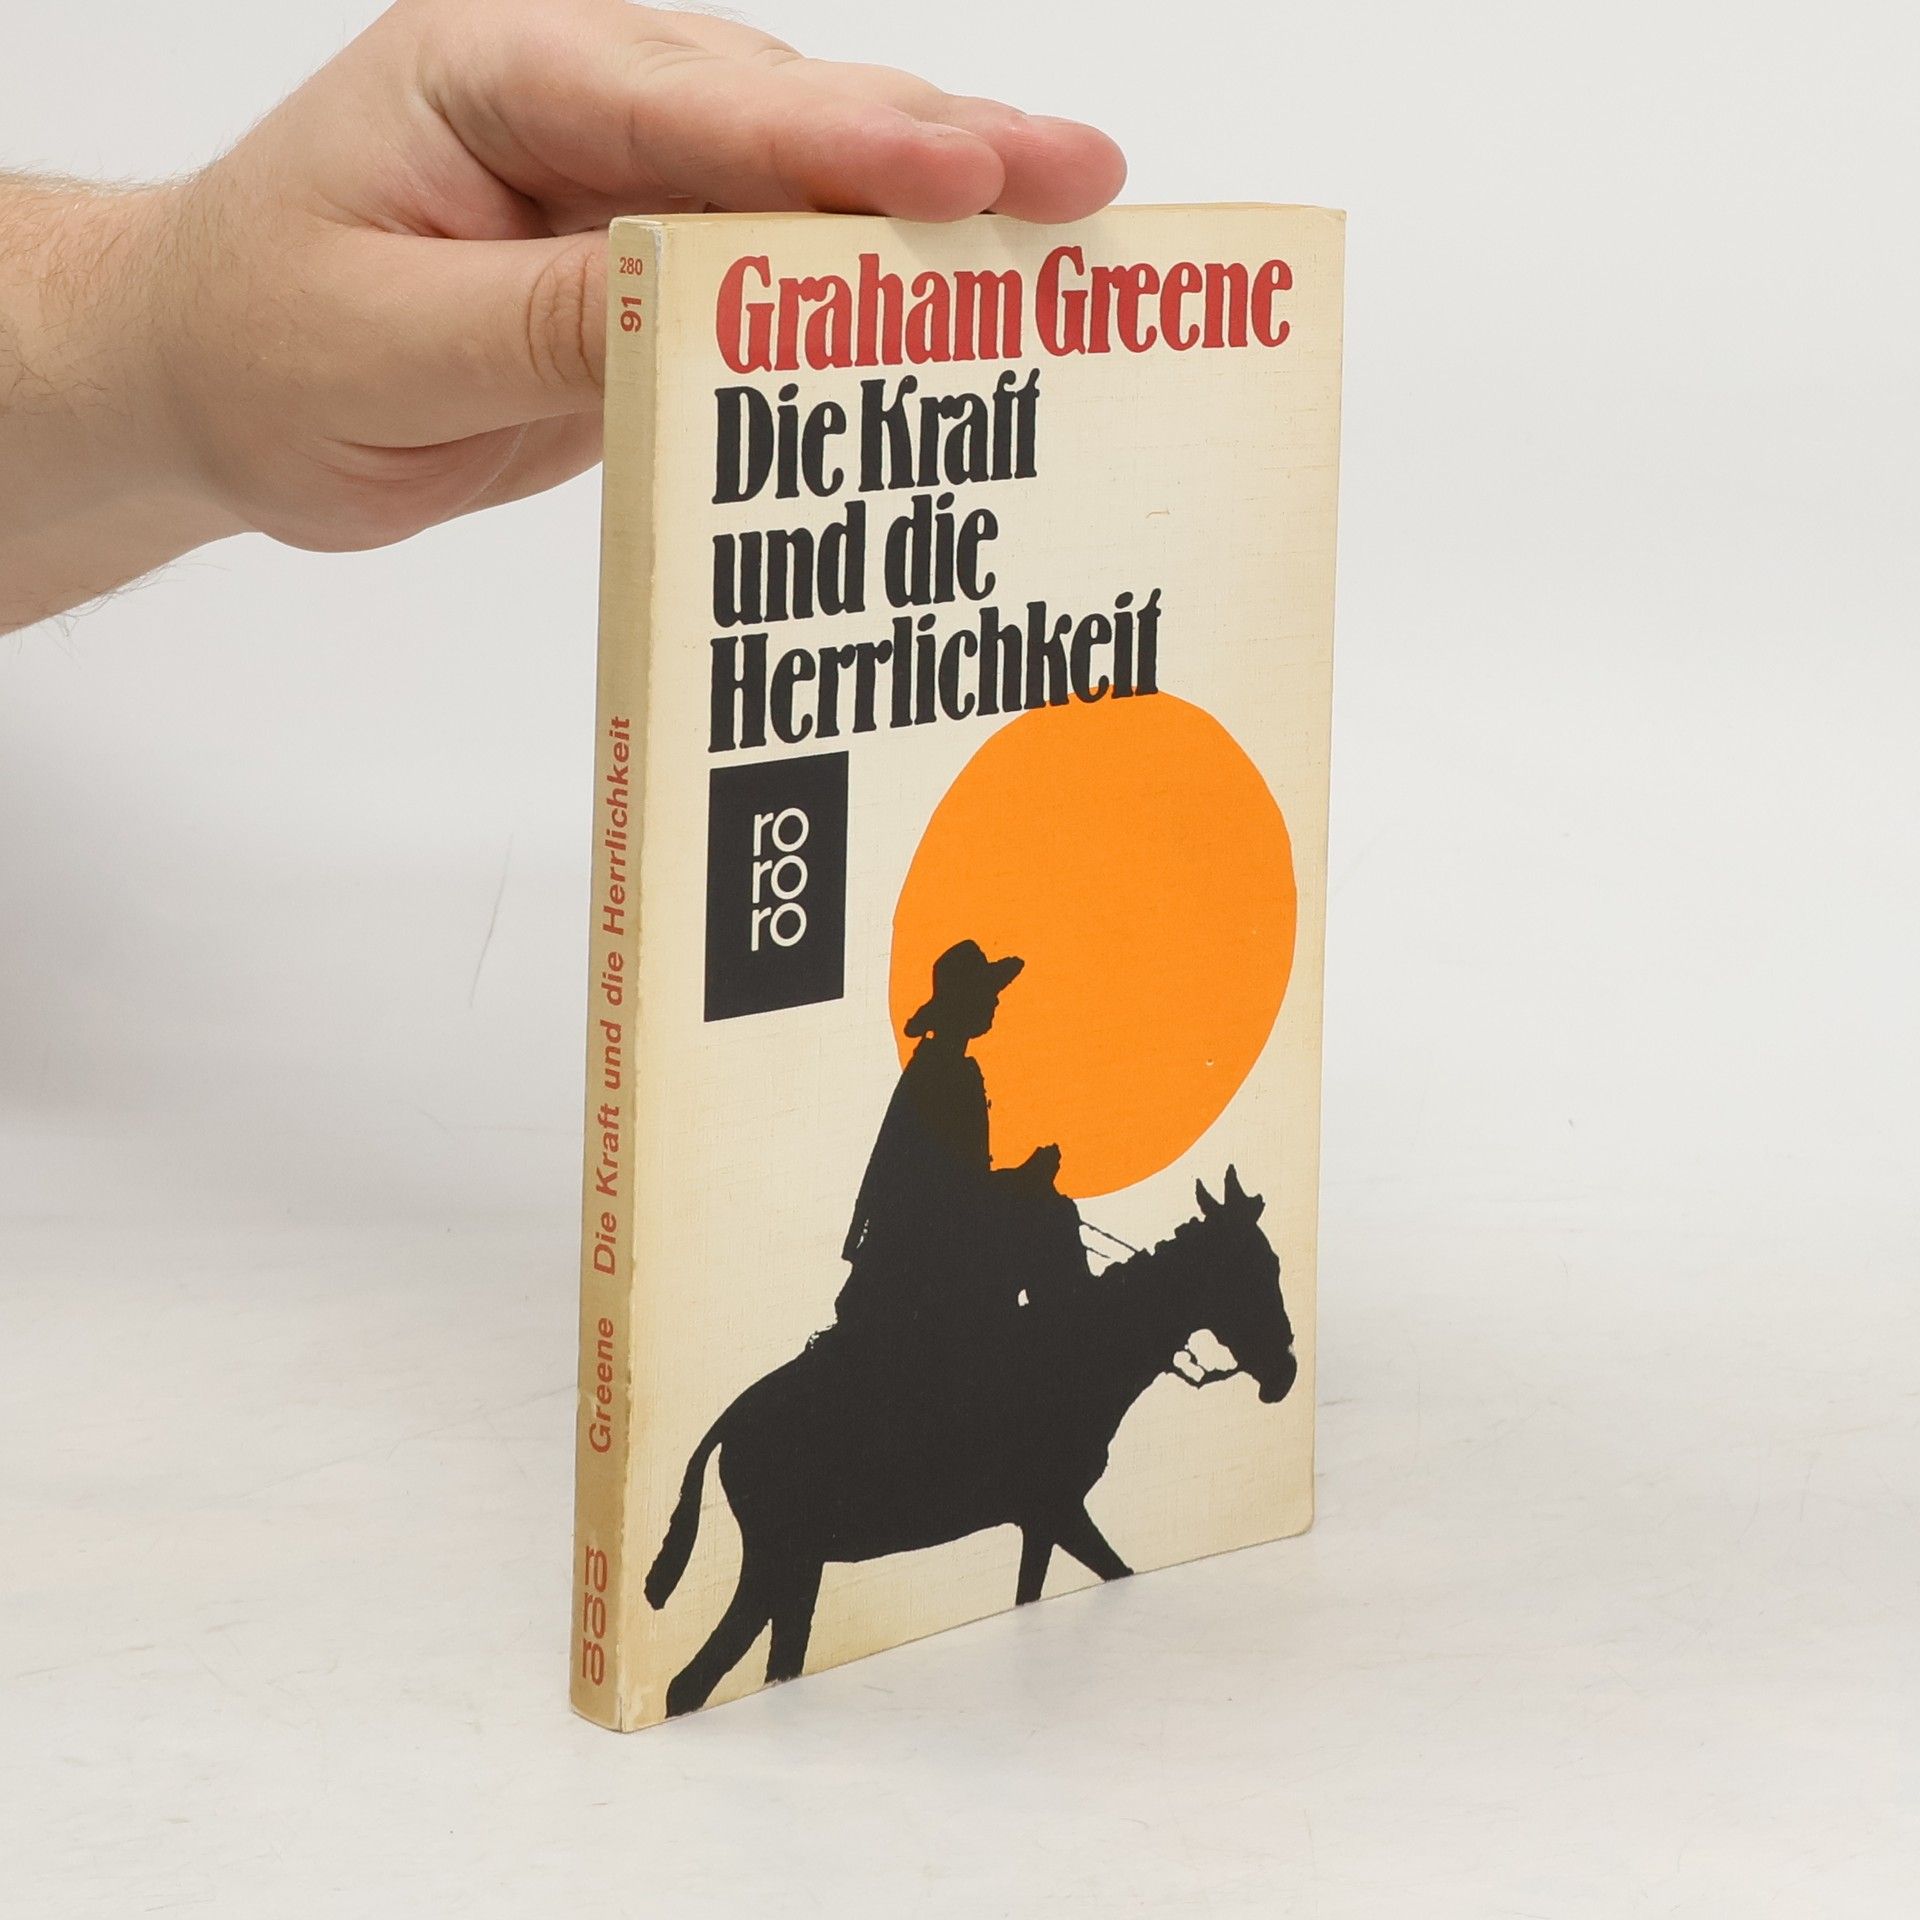 280
91
Greene Die Kraft und die Herrlichkeit
ro
ro
ro
Graham Greene
Die Kraft
und die
Herrlichkeit
ro
ro
ro